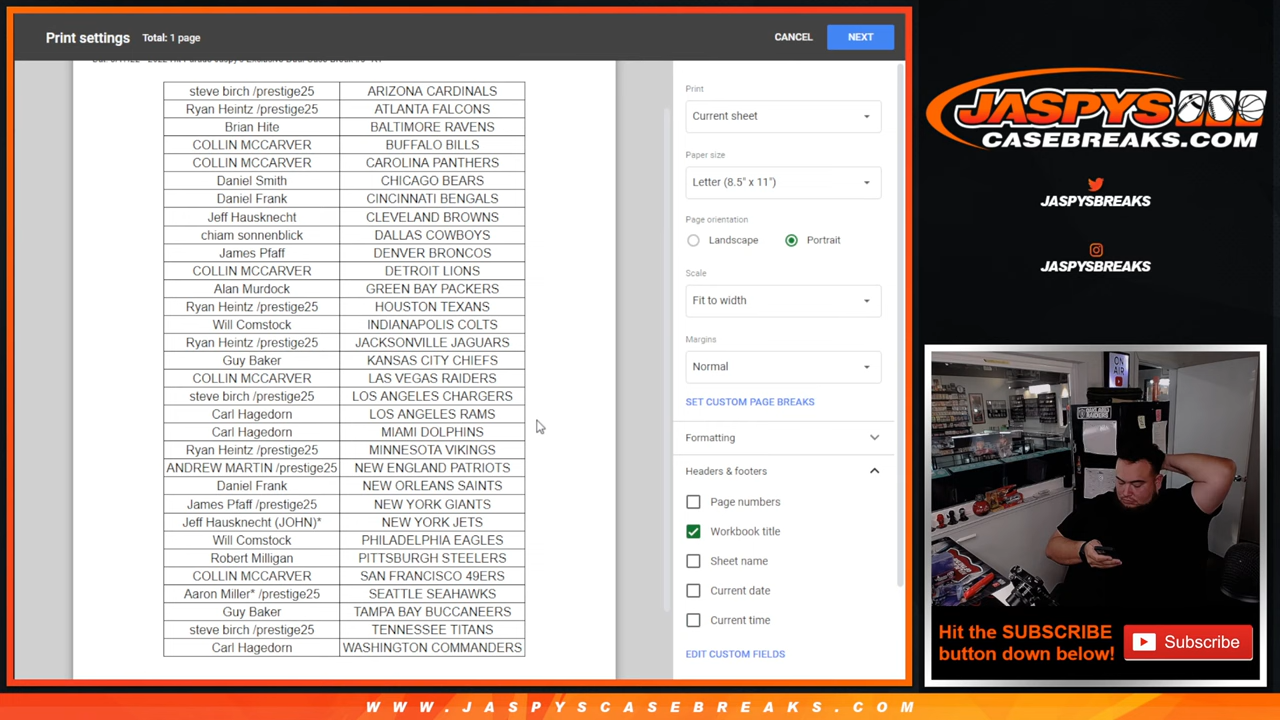 Print settings Total: 1 page CANCEL NEXT
steve birch /prestige25 ARIZONA CARDINALS
Ryan Heintz /prestige25 ATLANTA FALCONS
Brian Hite BALTIMORE RAVENS
COLLIN MCCARVER BUFFALO BILLS
COLLIN MCCARVER CAROLINA PANTHERS
Daniel Smith CHICAGO BEARS
Daniel Frank CINCINNATI BENGALS
Jeff Hausknecht CLEVELAND BROWNS
chiam sonnenblick DALLAS COWBOYS
James Pfaff DENVER BRONCOS
COLLIN MCCARVER DETROIT LIONS
Alan Murdock GREEN BAY PACKERS
Ryan Heintz /prestige25 HOUSTON TEXANS
Will Comstock INDIANAPOLIS COLTS
Ryan Heintz /prestige25 JACKSONVILLE JAGUARS
Guy Baker KANSAS CITY CHIEFS
COLLIN MCCARVER LAS VEGAS RAIDERS
steve birch /prestige25 LOS ANGELES CHARGERS
Carl Hagedorn LOS ANGELES RAMS
Carl Hagedorn MIAMI DOLPHINS
Ryan Heintz /prestige25 MINNESOTA VIKINGS
ANDREW MARTIN /prestige25 NEW ENGLAND PATRIOTS
Daniel Frank NEW ORLEANS SAINTS
James Pfaff /prestige25 NEW YORK GIANTS
Jeff Hausknecht (JOHN)* NEW YORK JETS
Will Comstock PHILADELPHIA EAGLES
Robert Milligan PITTSBURGH STEELERS
COLLIN MCCARVER SAN FRANCISCO 49ERS
Aaron Miller* /prestige25 SEATTLE SEAHAWKS
Guy Baker TAMPA BAY BUCCANEERS
steve birch /prestige25 TENNESSEE TITANS
Carl Hagedorn WASHINGTON COMMANDERS
Print
Current sheet
Paper size
Letter (8.5" x 11")
Page orientation
Landscape Portrait
Scale
Fit to width
Margins
Normal
SET CUSTOM PAGE BREAKS
Formatting
Headers & footers
Page numbers
Workbook title
Sheet name
Current date
Current time
EDIT CUSTOM FIELDS
JASPYS
CASEBREAKS.COM
JASPYSBREAKS
JASPYSBREAKS
ON AIR
Hit the SUBSCRIBE
button down below!
Subscribe
WWW.JASPYSCASEBREAKS.COM